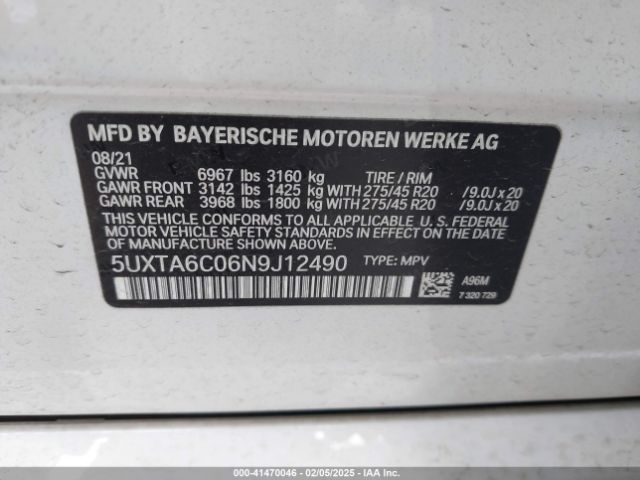 MFD BY BAYERISCHE MOTOREN WERKE AG
08/21
GVWR 6967 lbs 3160 kg TIRE / RIM
GAWR FRONT 3142 lbs 1425 kg WITH 275/45 R20 /9.0J x 20
GAWR REAR 3968 lbs 1800 kg WITH 275/45 R20 /9.0J x 20
THIS VEHICLE CONFORMS TO ALL APPLICABLE U. S. FEDERAL
MOTOR VEHICLE SAFETY STANDARDS IN EFFECT ON THE
DATE OF MANUFACTURE SHOWN ABOVE.
5UXTA6C06N9J12490 TYPE: MPV
A96M
7 320 729
000-41470046 - 02/05/2025 - IAAI.COM